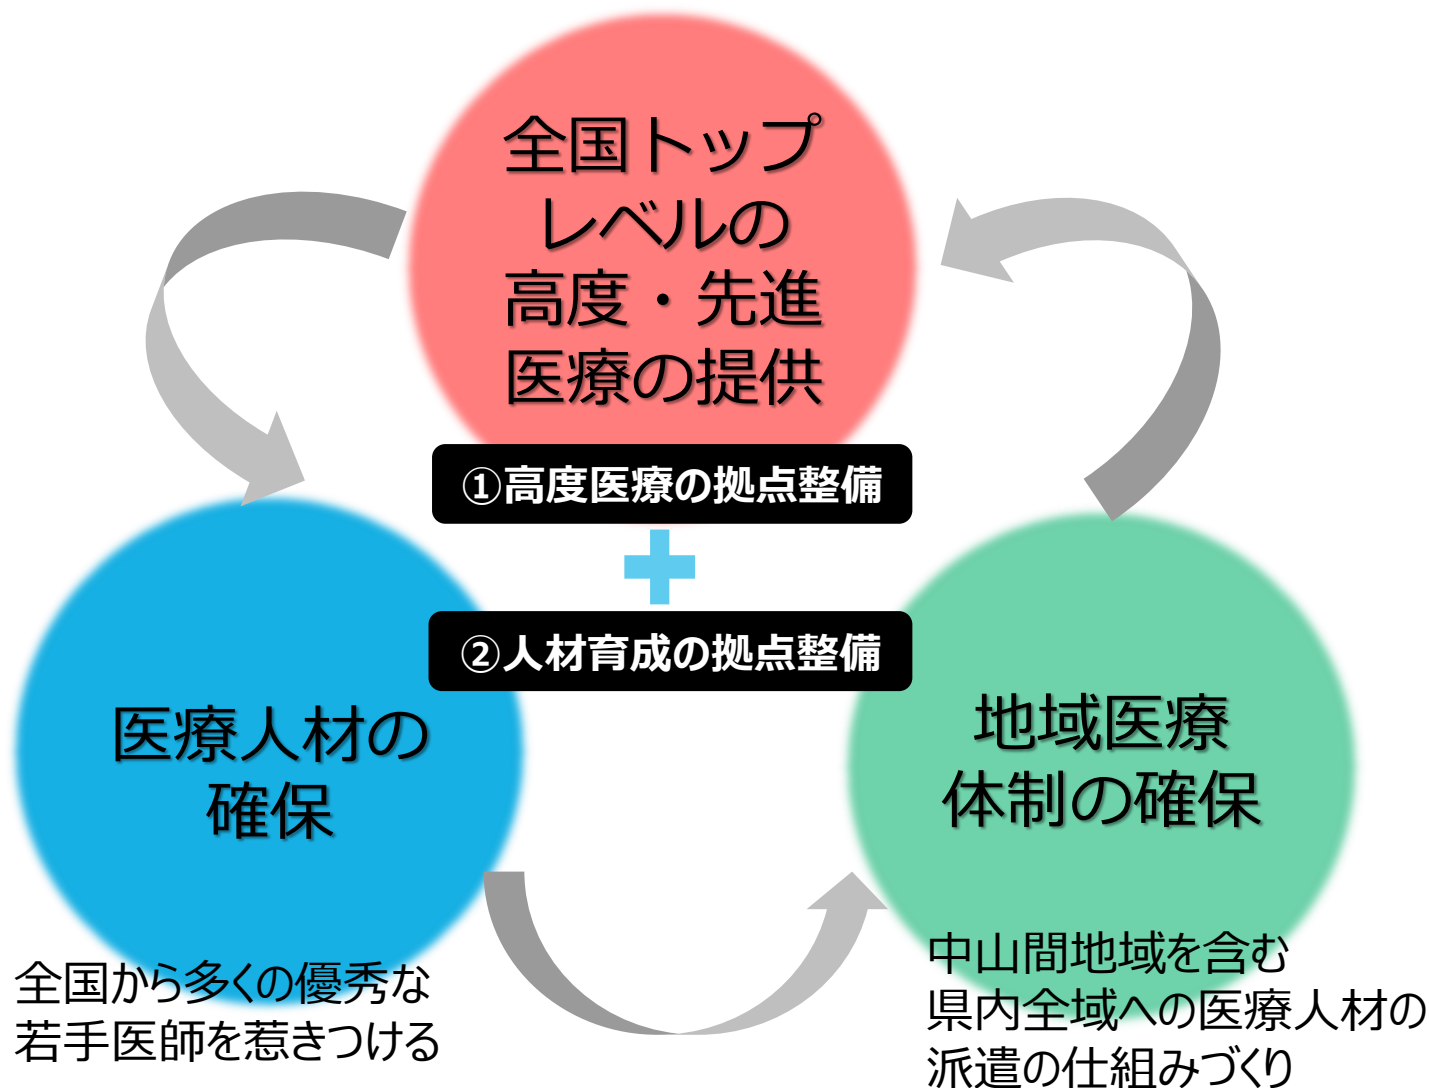 全国トップ
レベルの
高度・先進
医療の提供
①高度医療の拠点整備
②人材育成の拠点整備
医療人材の
確保
全国から多くの優秀な
若手医師を惹きつける
地域医療
体制の確保
中山間地域を含む
県内全域への医療人材の
派遣の仕組みづくり